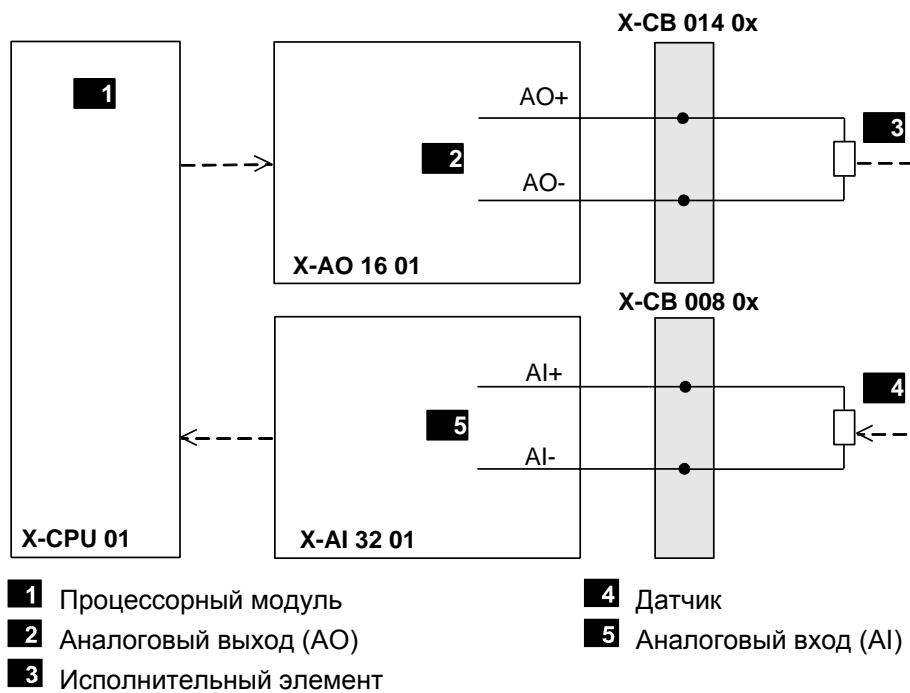 X-CB 014 0x
1
AO+
3
2
AO-
X-AO 16 01
X-CB 008 0x
AI+
4
5
AI-
X-CPU 01
X-AI 32 01
1 Процессорный модуль
2 Аналоговый выход (AO)
3 Исполнительный элемент
4 Датчик
5 Аналоговый вход (AI)